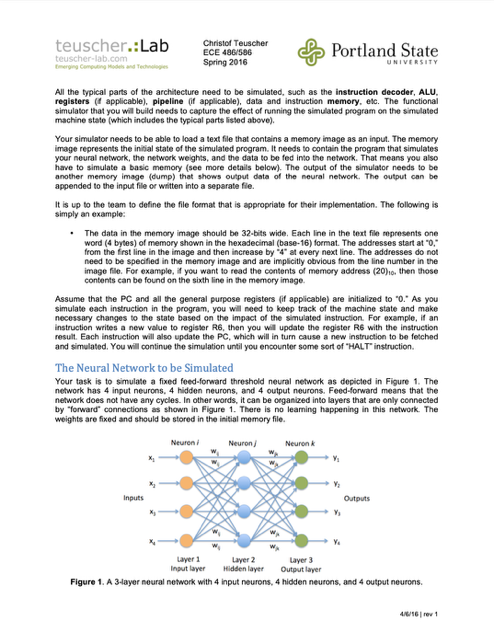 teuscher.:Lab
teuscher-lab.com
Emerging Computing Models and Technologies
Christof Teuscher
ECE 486/586
Spring 2016
Portland State
UNIVERSITY
All the typical parts of the architecture need to be simulated, such as the instruction decoder, ALU,
registers (if applicable), pipeline (if applicable), data and instruction memory, etc. The functional
simulator that you will build needs to capture the effect of running the simulated program on the simulated
machine state (which includes the typical parts listed above).
Your simulator needs to be able to load a text file that contains a memory image as an input. The memory
image represents the initial state of the simulated program. It needs to contain the program that simulates
your neural network, the network weights, and the data to be fed into the network. That means you also
have to simulate a basic memory (see more details below). The output of the simulator needs to be
another memory image (dump) that shows output data of the neural network. The output can be
appended to the input file or written into a separate file.
It is up to the team to define the file format that is appropriate for their implementation. The following is
simply an example:
• The data in the memory image should be 32-bits wide. Each line in the text file represents one
word (4 bytes) of memory shown in the hexadecimal (base-16) format. The addresses start at "0,"
from the first line in the image and then increase by "4" at every next line. The addresses do not
need to be specified in the memory image and are implicitly obvious from the line number in the
image file. For example, if you want to read the contents of memory address (20)₁₀, then those
contents can be found on the sixth line in the memory image.
Assume that the PC and all the general purpose registers (if applicable) are initialized to "0." As you
simulate each instruction in the program, you will need to keep track of the machine state and make
necessary changes to the state based on the impact of the simulated instruction. For example, if an
instruction writes a new value to register R6, then you will update the register R6 with the instruction
result. Each instruction will also update the PC, which will in turn cause a new instruction to be fetched
and simulated. You will continue the simulation until you encounter some sort of "HALT" instruction.
The Neural Network to be Simulated
Your task is to simulate a fixed feed-forward threshold neural network as depicted in Figure 1. The
network has 4 input neurons, 4 hidden neurons, and 4 output neurons. Feed-forward means that the
network does not have any cycles. In other words, it can be organized into layers that are only connected
by "forward" connections as shown in Figure 1. There is no learning happening in this network. The
weights are fixed and should be stored in the initial memory file.
Neuron i Neuron j Neuron k
x₁ wᵢⱼ wⱼₖ y₁
wᵢⱼ wⱼₖ
x₂ y₂
Inputs Outputs
x₃ y₃
wᵢⱼ wⱼₖ
x₄ y₄
wᵢⱼ wⱼₖ
Layer 1 Layer 2 Layer 3
Input layer Hidden layer Output layer
Figure 1. A 3-layer neural network with 4 input neurons, 4 hidden neurons, and 4 output neurons.
4/6/16 | rev 1